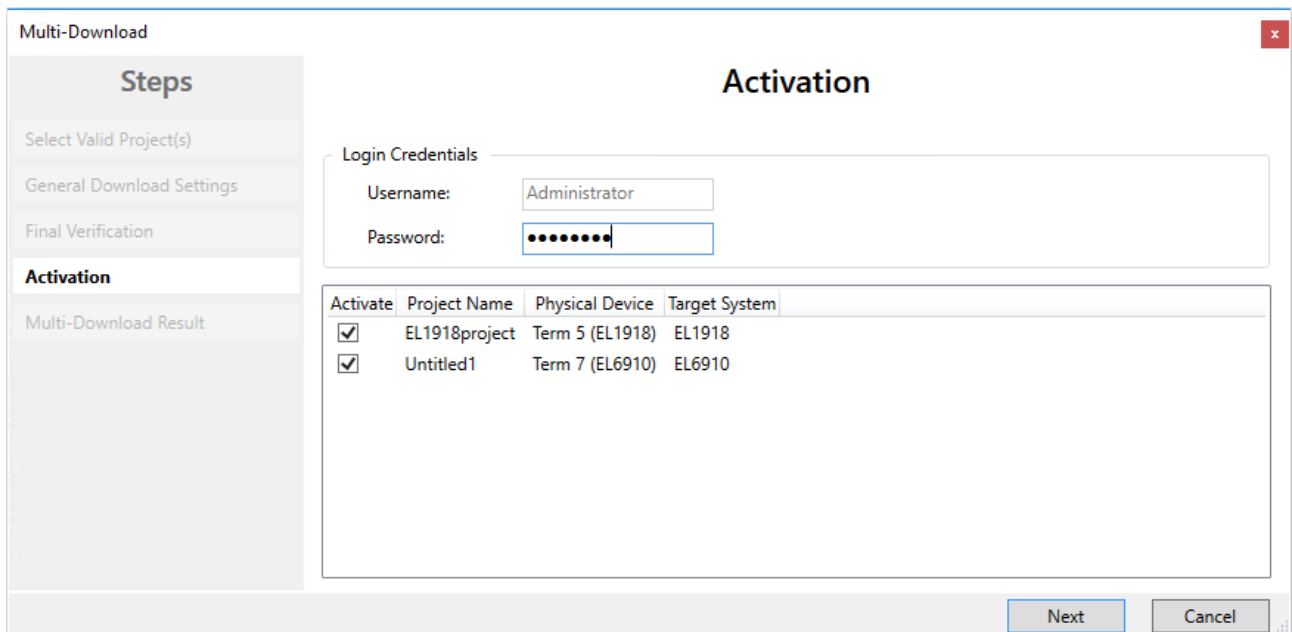 Multi-Download
x
Steps
Select Valid Project(s)
General Download Settings
Final Verification
Activation
Multi-Download Result
Activation
Login Credentials
Username: Administrator
Password: ●●●●●●●●
Activate Project Name Physical Device Target System
EL1918project Term 5 (EL1918) EL1918
Untitled1 Term 7 (EL6910) EL6910
Next Cancel